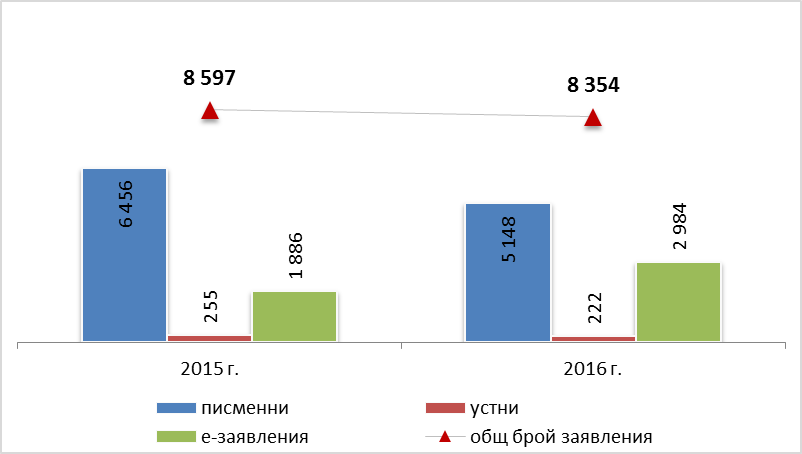 8 597
8 354
6 456
255
1 886
5 148
222
2 984
2015 г.
2016 г.
писменни
устни
е-заявления
общ брой заявления